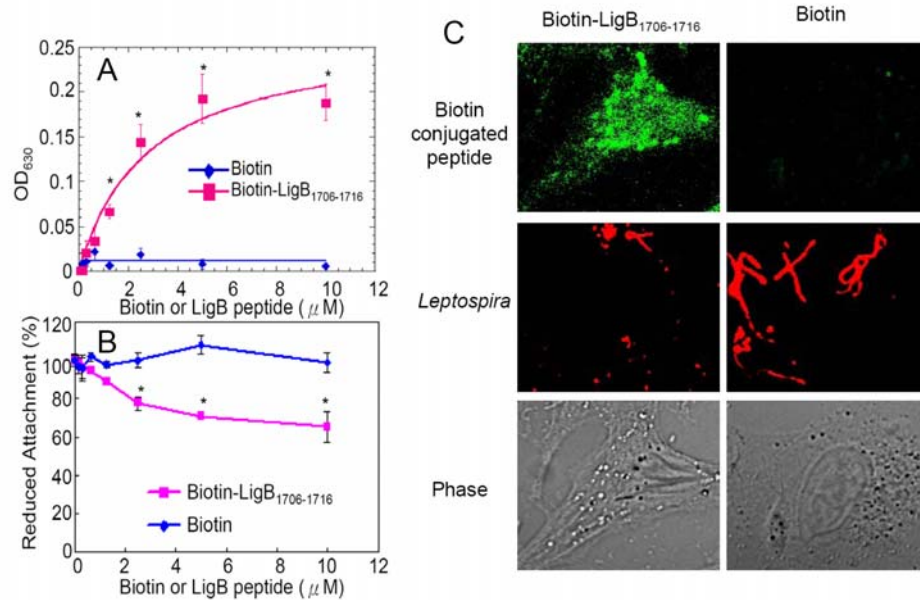 A
0.25
0.2
0.15
0.1
0.05
0
OD630
*
*
*
*
Biotin
Biotin-LigB1706-1716
0 2 4 6 8 10 12
Biotin or LigB peptide ( μ M)
B
120
100
80
60
40
20
0
Reduced Attachment (%)
*
*
*
Biotin-LigB1706-1716
Biotin
0 2 4 6 8 10 12
Biotin or LigB peptide ( μ M)
C
Biotin-LigB1706-1716
Biotin
Biotin
conjugated
peptide
Leptospira
Phase